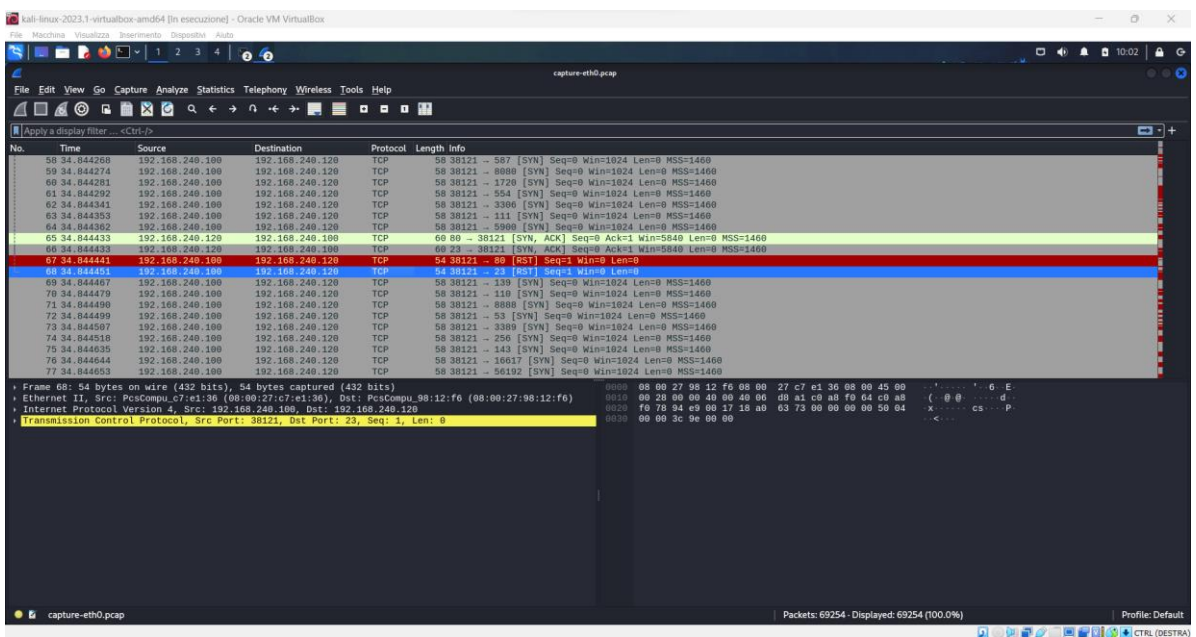 kali-linux-2023.1-virtualbox-amd64 [In esecuzione] - Oracle VM VirtualBox
File Macchina Visualizza Inserimento Dispositivi Aiuto
1 2 3 4 10:02
capture-eth0.pcap
File Edit View Go Capture Analyze Statistics Telephony Wireless Tools Help
Apply a display filter ... <Ctrl-/>
No. Time Source Destination Protocol Length Info
58 34.844268 192.168.240.100 192.168.240.120 TCP 58 38121 → 587 [SYN] Seq=0 Win=1024 Len=0 MSS=1460
59 34.844274 192.168.240.100 192.168.240.120 TCP 58 38121 → 8080 [SYN] Seq=0 Win=1024 Len=0 MSS=1460
60 34.844281 192.168.240.100 192.168.240.120 TCP 58 38121 → 1720 [SYN] Seq=0 Win=1024 Len=0 MSS=1460
61 34.844292 192.168.240.100 192.168.240.120 TCP 58 38121 → 554 [SYN] Seq=0 Win=1024 Len=0 MSS=1460
62 34.844341 192.168.240.100 192.168.240.120 TCP 58 38121 → 3306 [SYN] Seq=0 Win=1024 Len=0 MSS=1460
63 34.844353 192.168.240.100 192.168.240.120 TCP 58 38121 → 111 [SYN] Seq=0 Win=1024 Len=0 MSS=1460
64 34.844362 192.168.240.100 192.168.240.120 TCP 58 38121 → 5900 [SYN] Seq=0 Win=1024 Len=0 MSS=1460
65 34.844433 192.168.240.120 192.168.240.100 TCP 60 80 → 38121 [SYN, ACK] Seq=0 Ack=1 Win=5840 Len=0 MSS=1460
66 34.844433 192.168.240.120 192.168.240.100 TCP 60 23 → 38121 [SYN, ACK] Seq=0 Ack=1 Win=5840 Len=0 MSS=1460
67 34.844441 192.168.240.100 192.168.240.120 TCP 54 38121 → 80 [RST] Seq=1 Win=0 Len=0
68 34.844451 192.168.240.100 192.168.240.120 TCP 54 38121 → 23 [RST] Seq=1 Win=0 Len=0
69 34.844467 192.168.240.100 192.168.240.120 TCP 58 38121 → 139 [SYN] Seq=0 Win=1024 Len=0 MSS=1460
70 34.844479 192.168.240.100 192.168.240.120 TCP 58 38121 → 110 [SYN] Seq=0 Win=1024 Len=0 MSS=1460
71 34.844490 192.168.240.100 192.168.240.120 TCP 58 38121 → 8888 [SYN] Seq=0 Win=1024 Len=0 MSS=1460
72 34.844499 192.168.240.100 192.168.240.120 TCP 58 38121 → 53 [SYN] Seq=0 Win=1024 Len=0 MSS=1460
73 34.844507 192.168.240.100 192.168.240.120 TCP 58 38121 → 3389 [SYN] Seq=0 Win=1024 Len=0 MSS=1460
74 34.844518 192.168.240.100 192.168.240.120 TCP 58 38121 → 256 [SYN] Seq=0 Win=1024 Len=0 MSS=1460
75 34.844635 192.168.240.100 192.168.240.120 TCP 58 38121 → 143 [SYN] Seq=0 Win=1024 Len=0 MSS=1460
76 34.844644 192.168.240.100 192.168.240.120 TCP 58 38121 → 16617 [SYN] Seq=0 Win=1024 Len=0 MSS=1460
77 34.844653 192.168.240.100 192.168.240.120 TCP 58 38121 → 56192 [SYN] Seq=0 Win=1024 Len=0 MSS=1460
Frame 68: 54 bytes on wire (432 bits), 54 bytes captured (432 bits)
Ethernet II, Src: PcsCompu_c7:e1:36 (08:00:27:c7:e1:36), Dst: PcsCompu_98:12:f6 (08:00:27:98:12:f6)
Internet Protocol Version 4, Src: 192.168.240.100, Dst: 192.168.240.120
Transmission Control Protocol, Src Port: 38121, Dst Port: 23, Seq: 1, Len: 0
0000 08 00 27 98 12 f6 08 00 27 c7 e1 36 08 00 45 00 ··'····· '··6··E·
0010 00 28 00 00 40 00 40 06 d8 a1 c0 a8 f0 64 c0 a8 ·(··@·@· ·····d··
0020 f0 78 94 e9 00 17 18 a0 63 73 00 00 00 00 50 04 ·x······ cs····P·
0030 00 00 3c 9e 00 00 ··<···
capture-eth0.pcap
Packets: 69254 · Displayed: 69254 (100.0%)
Profile: Default
CTRL (DESTRA)